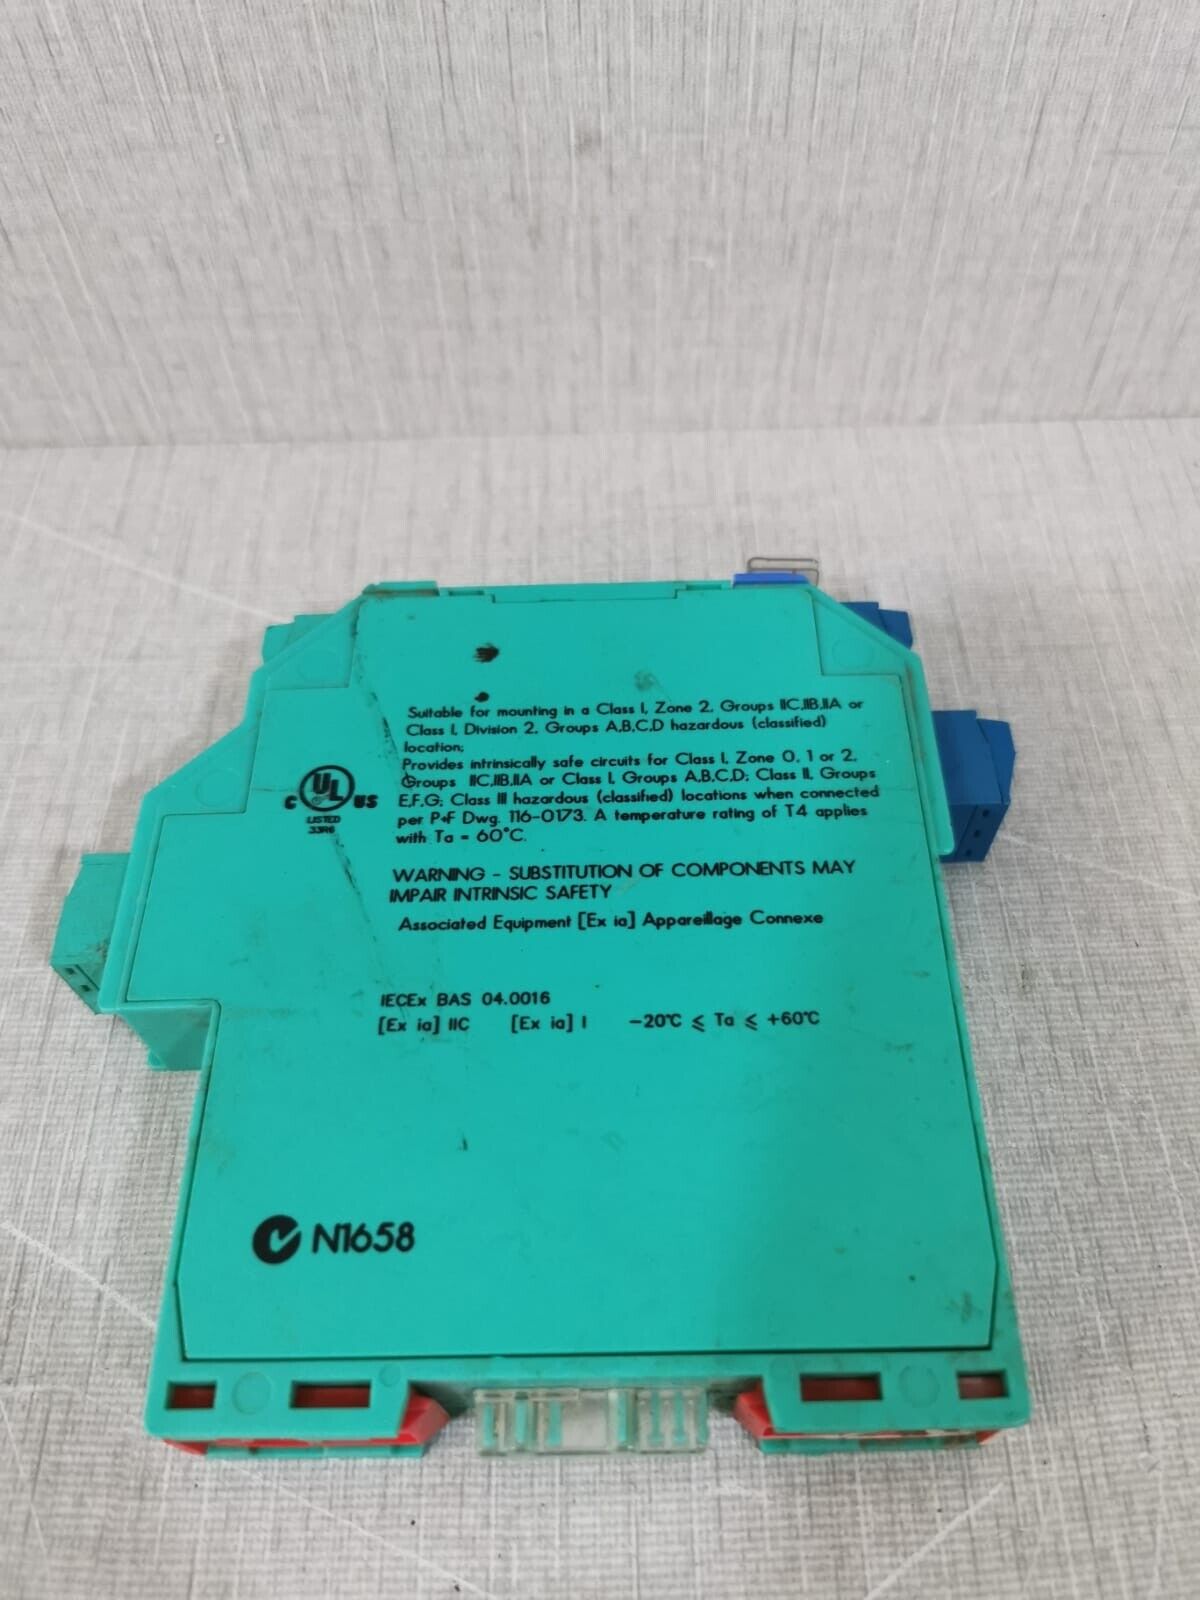 Suitable for mounting in a Class I, Zone 2, Groups IIC,IIB,IIA or
Class I, Division 2, Groups A,B,C,D hazardous (classified)
location;
Provides intrinsically safe circuits for Class I, Zone 0, 1 or 2,
Groups IIC,IIB,IIA or Class I, Groups A,B,C,D; Class II, Groups
E,F,G; Class III hazardous (classified) locations when connected
per P+F Dwg. 116-0173. A temperature rating of T4 applies
with Ta = 60°C.
C UL US
LISTED
33R6
WARNING - SUBSTITUTION OF COMPONENTS MAY
IMPAIR INTRINSIC SAFETY
Associated Equipment [Ex ia] Appareillage Connexe
IECEx BAS 04.0016
[Ex ia] IIC [Ex ia] I -20°C ≤ Ta ≤ +60°C
N1658